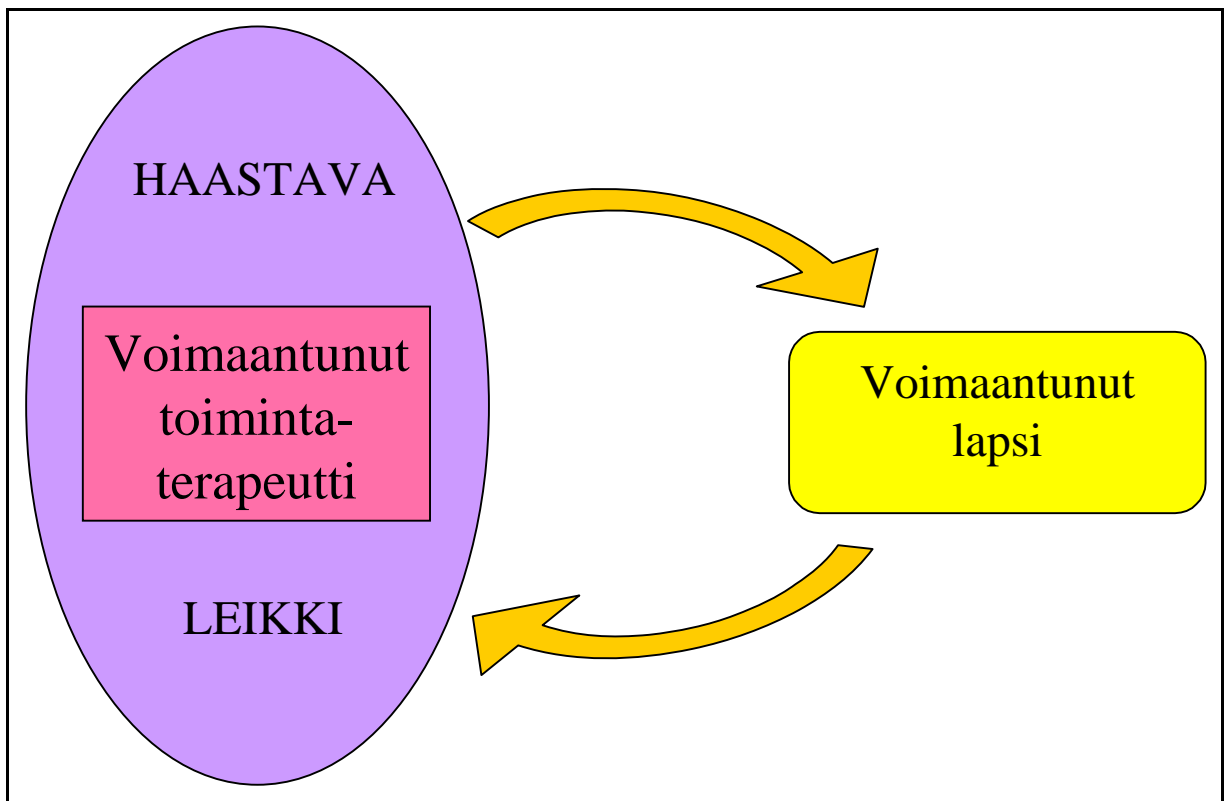 HAASTAVA
Voimaantunut
toiminta-
terapeutti
LEIKKI
Voimaantunut
lapsi